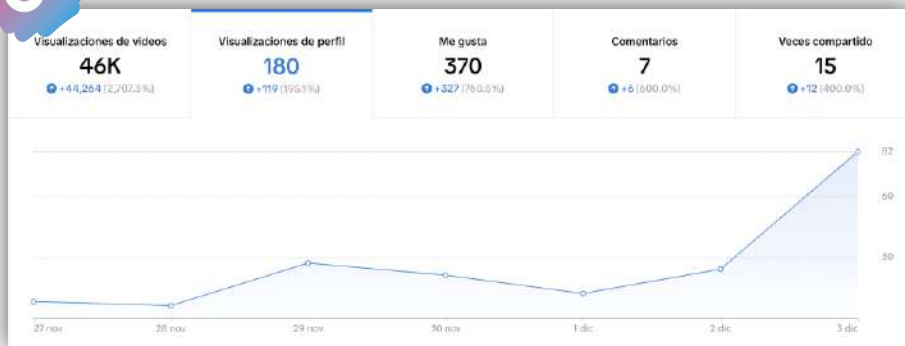 Visualizaciones de videos
46K
+44,264 (2,707.3%)
Visualizaciones de perfil
180
+119 (195.1%)
Me gusta
370
+327 (760.5%)
Comentarios
7
+6 (600.0%)
Veces compartido
15
+12 (400.0%)
82
60
30
27 nov
28 nov
29 nov
30 nov
1 dic
2 dic
3 dic